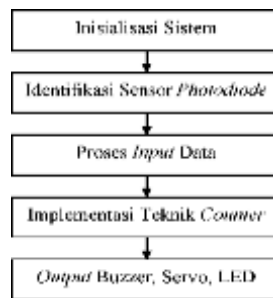 Inisialisasi Sistem
Identifikasi Sensor Photodiode
Proses Input Data
Implementasi Teknik Counter
Output Buzzer, Servo, LED